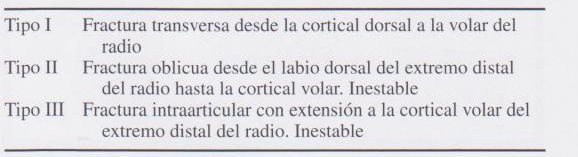 Tipo I Fractura transversa desde la cortical dorsal a la volar del
radio
Tipo II Fractura oblicua desde el labio dorsal del extremo distal
del radio hasta la cortical volar. Inestable
Tipo III Fractura intraarticular con extensión a la cortical volar del
extremo distal del radio. Inestable